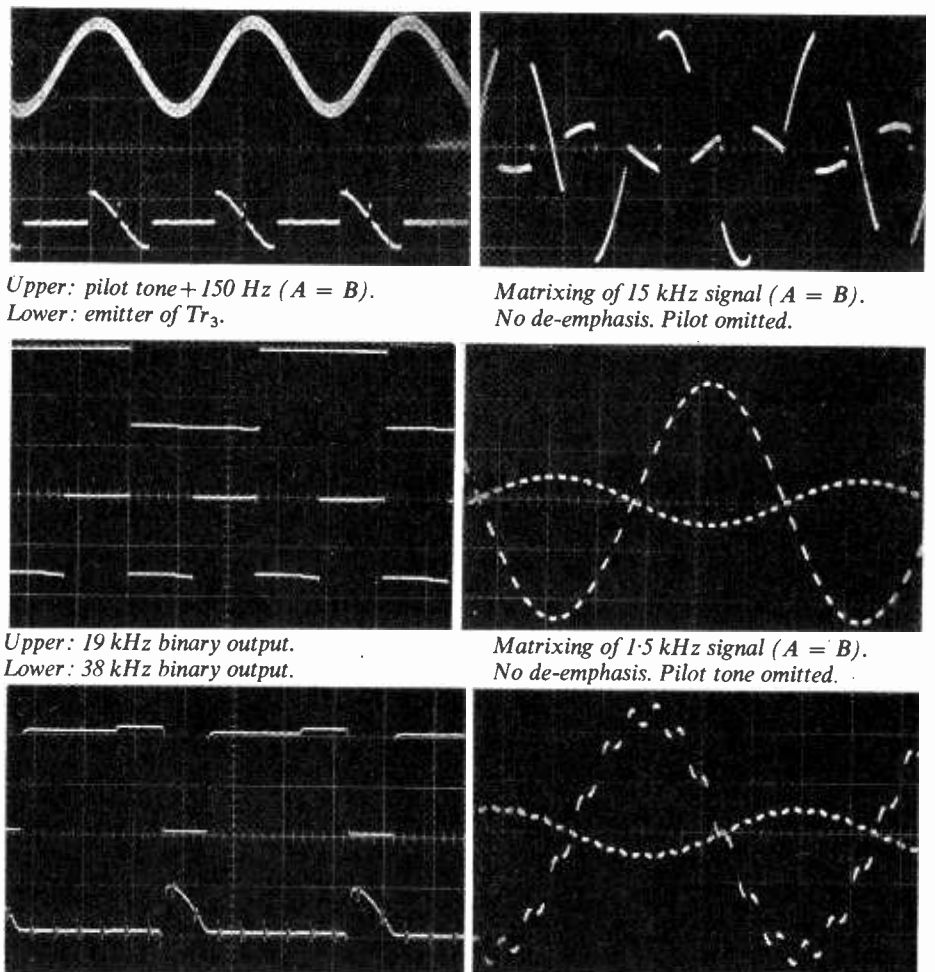 Upper: pilot tone + 150 Hz (A = B).
Lower: emitter of Tr₃.
Matrixing of 15 kHz signal (A = B).
No de-emphasis. Pilot omitted.
Upper: 19 kHz binary output.
Lower: 38 kHz binary output.
Matrixing of 1·5 kHz signal (A = B).
No de-emphasis. Pilot tone omitted.